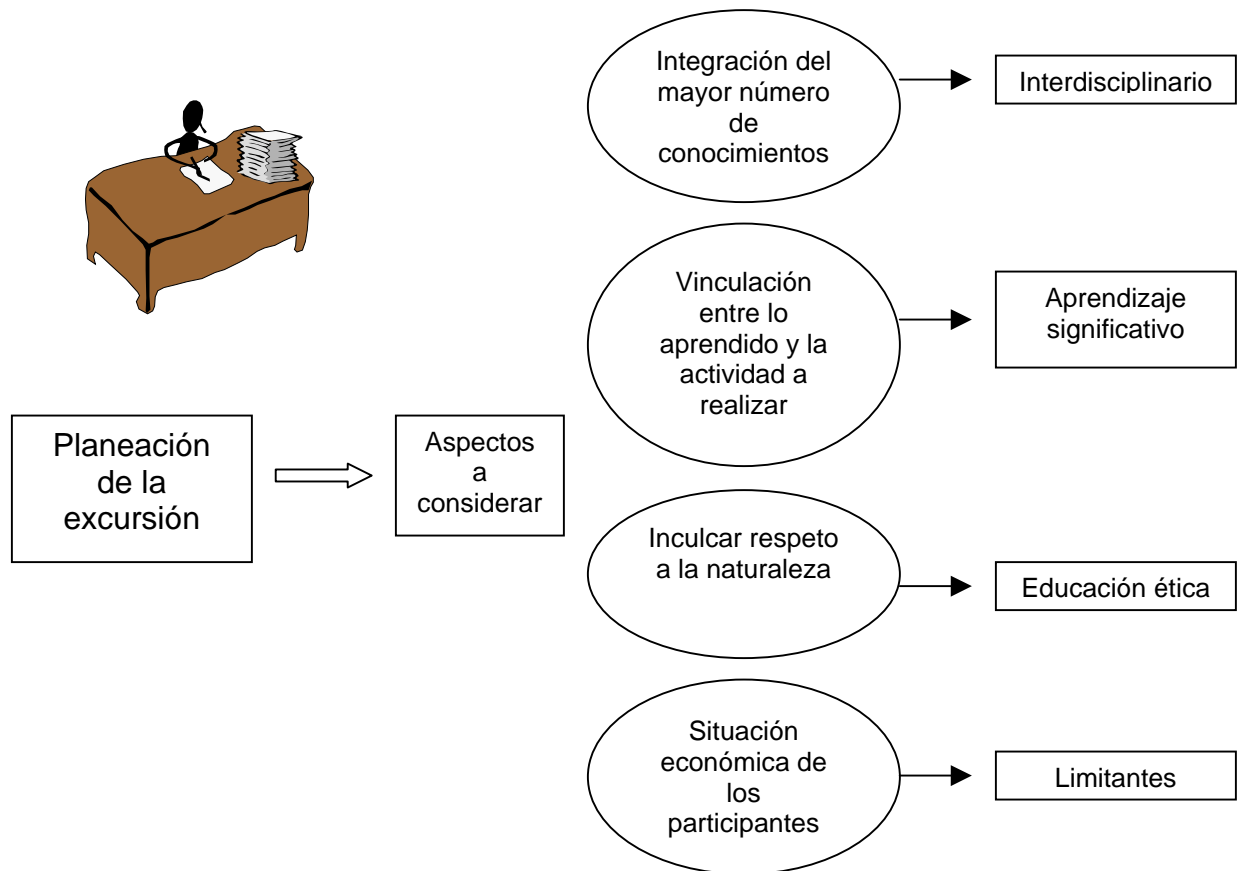 Planeación
de la
excursión
Aspectos
a
considerar
Integración del
mayor número
de
conocimientos
Interdisciplinario
Vinculación
entre lo
aprendido y la
actividad a
realizar
Aprendizaje
significativo
Inculcar respeto
a la naturaleza
Educación ética
Situación
económica de
los
participantes
Limitantes